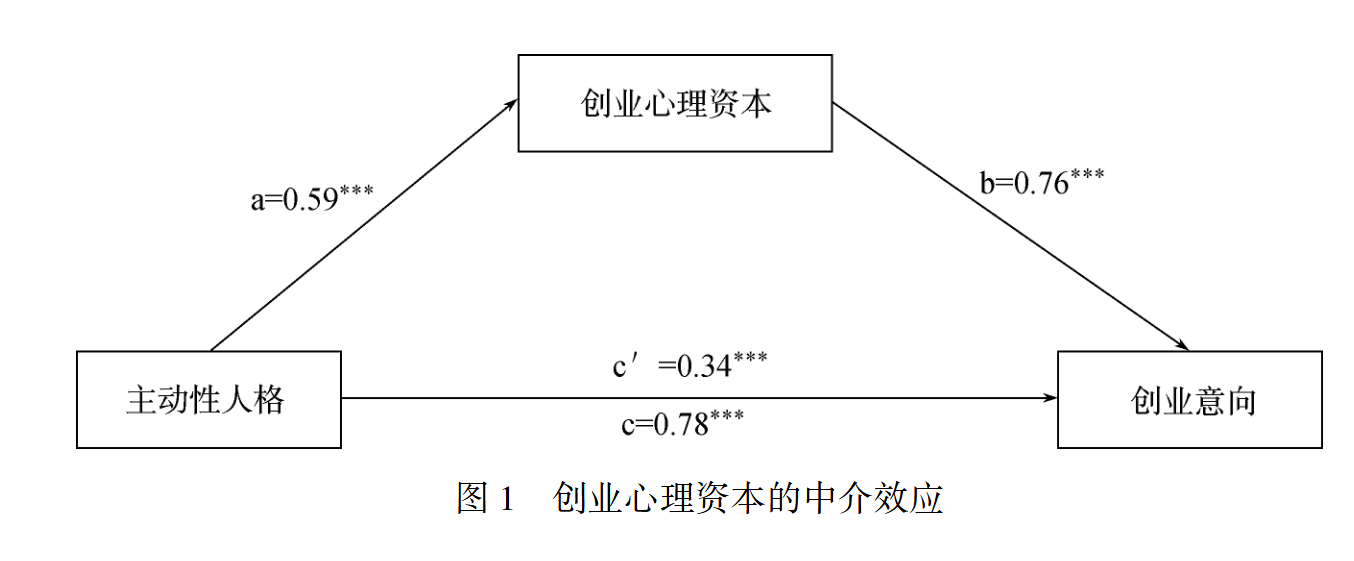 创业心理资本
a=0.59***
b=0.76***
主动性人格
c′ =0.34***
c=0.78***
创业意向
图 1 创业心理资本的中介效应